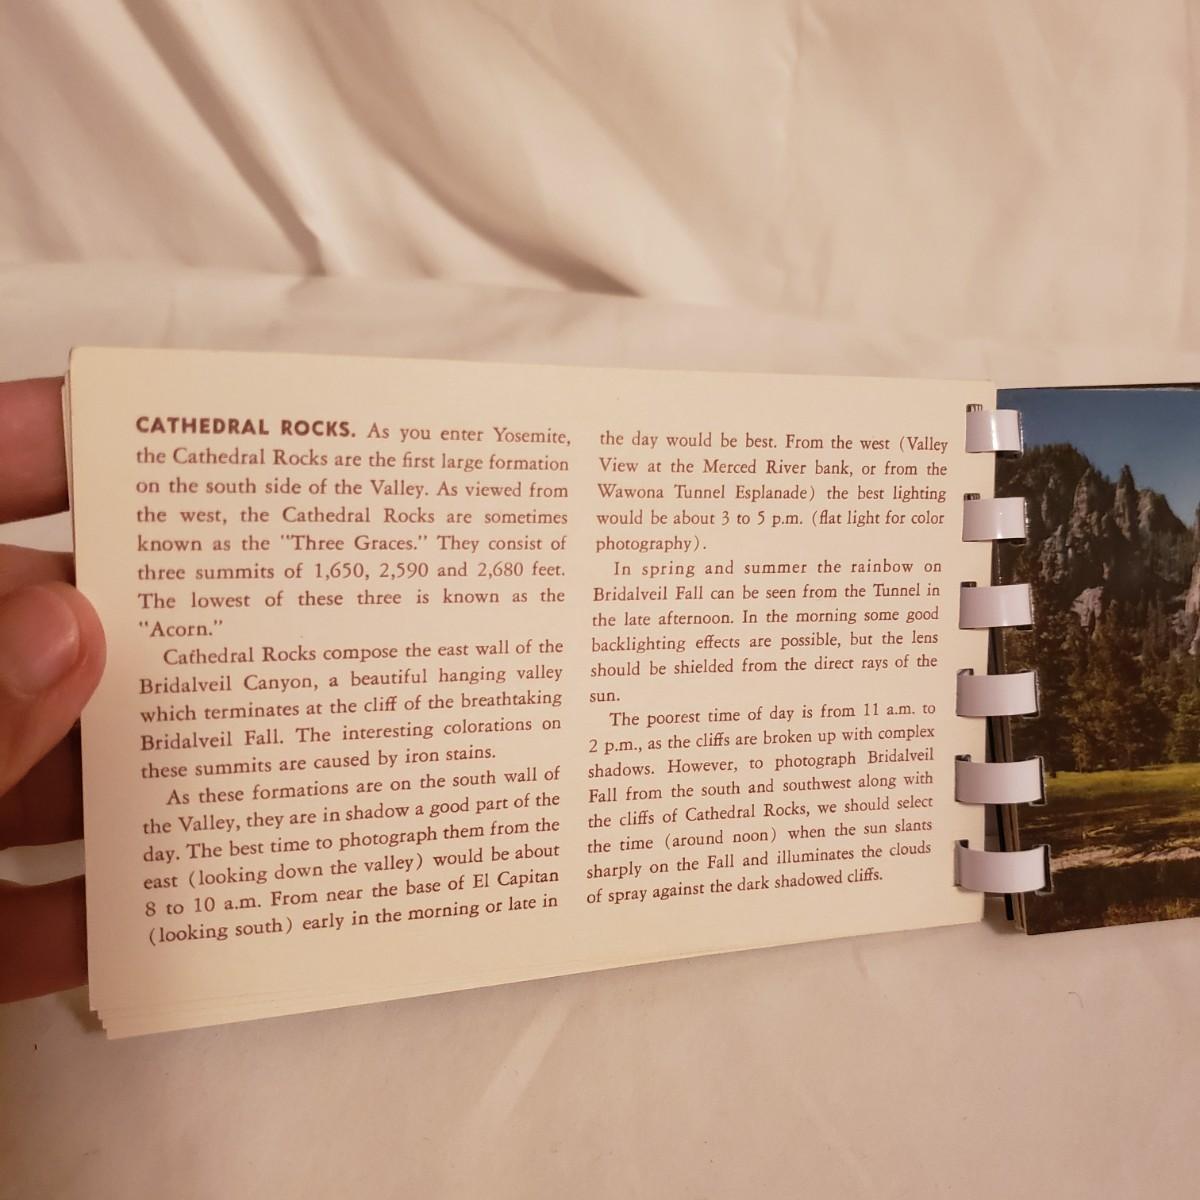 CATHEDRAL ROCKS. As you enter Yosemite,
the Cathedral Rocks are the first large formation
on the south side of the Valley. As viewed from
the west, the Cathedral Rocks are sometimes
known as the "Three Graces." They consist of
three summits of 1,650, 2,590 and 2,680 feet.
The lowest of these three is known as the
"Acorn."
Cathedral Rocks compose the east wall of the
Bridalveil Canyon, a beautiful hanging valley
which terminates at the cliff of the breathtaking
Bridalveil Fall. The interesting colorations on
these summits are caused by iron stains.
As these formations are on the south wall of
the Valley, they are in shadow a good part of the
day. The best time to photograph them from the
east (looking down the valley) would be about
8 to 10 a.m. From near the base of El Capitan
(looking south) early in the morning or late in
the day would be best. From the west (Valley
View at the Merced River bank, or from the
Wawona Tunnel Esplanade) the best lighting
would be about 3 to 5 p.m. (flat light for color
photography).
In spring and summer the rainbow on
Bridalveil Fall can be seen from the Tunnel in
the late afternoon. In the morning some good
backlighting effects are possible, but the lens
should be shielded from the direct rays of the
sun.
The poorest time of day is from 11 a.m. to
2 p.m., as the cliffs are broken up with complex
shadows. However, to photograph Bridalveil
Fall from the south and southwest along with
the cliffs of Cathedral Rocks, we should select
the time (around noon) when the sun slants
sharply on the Fall and illuminates the clouds
of spray against the dark shadowed cliffs.